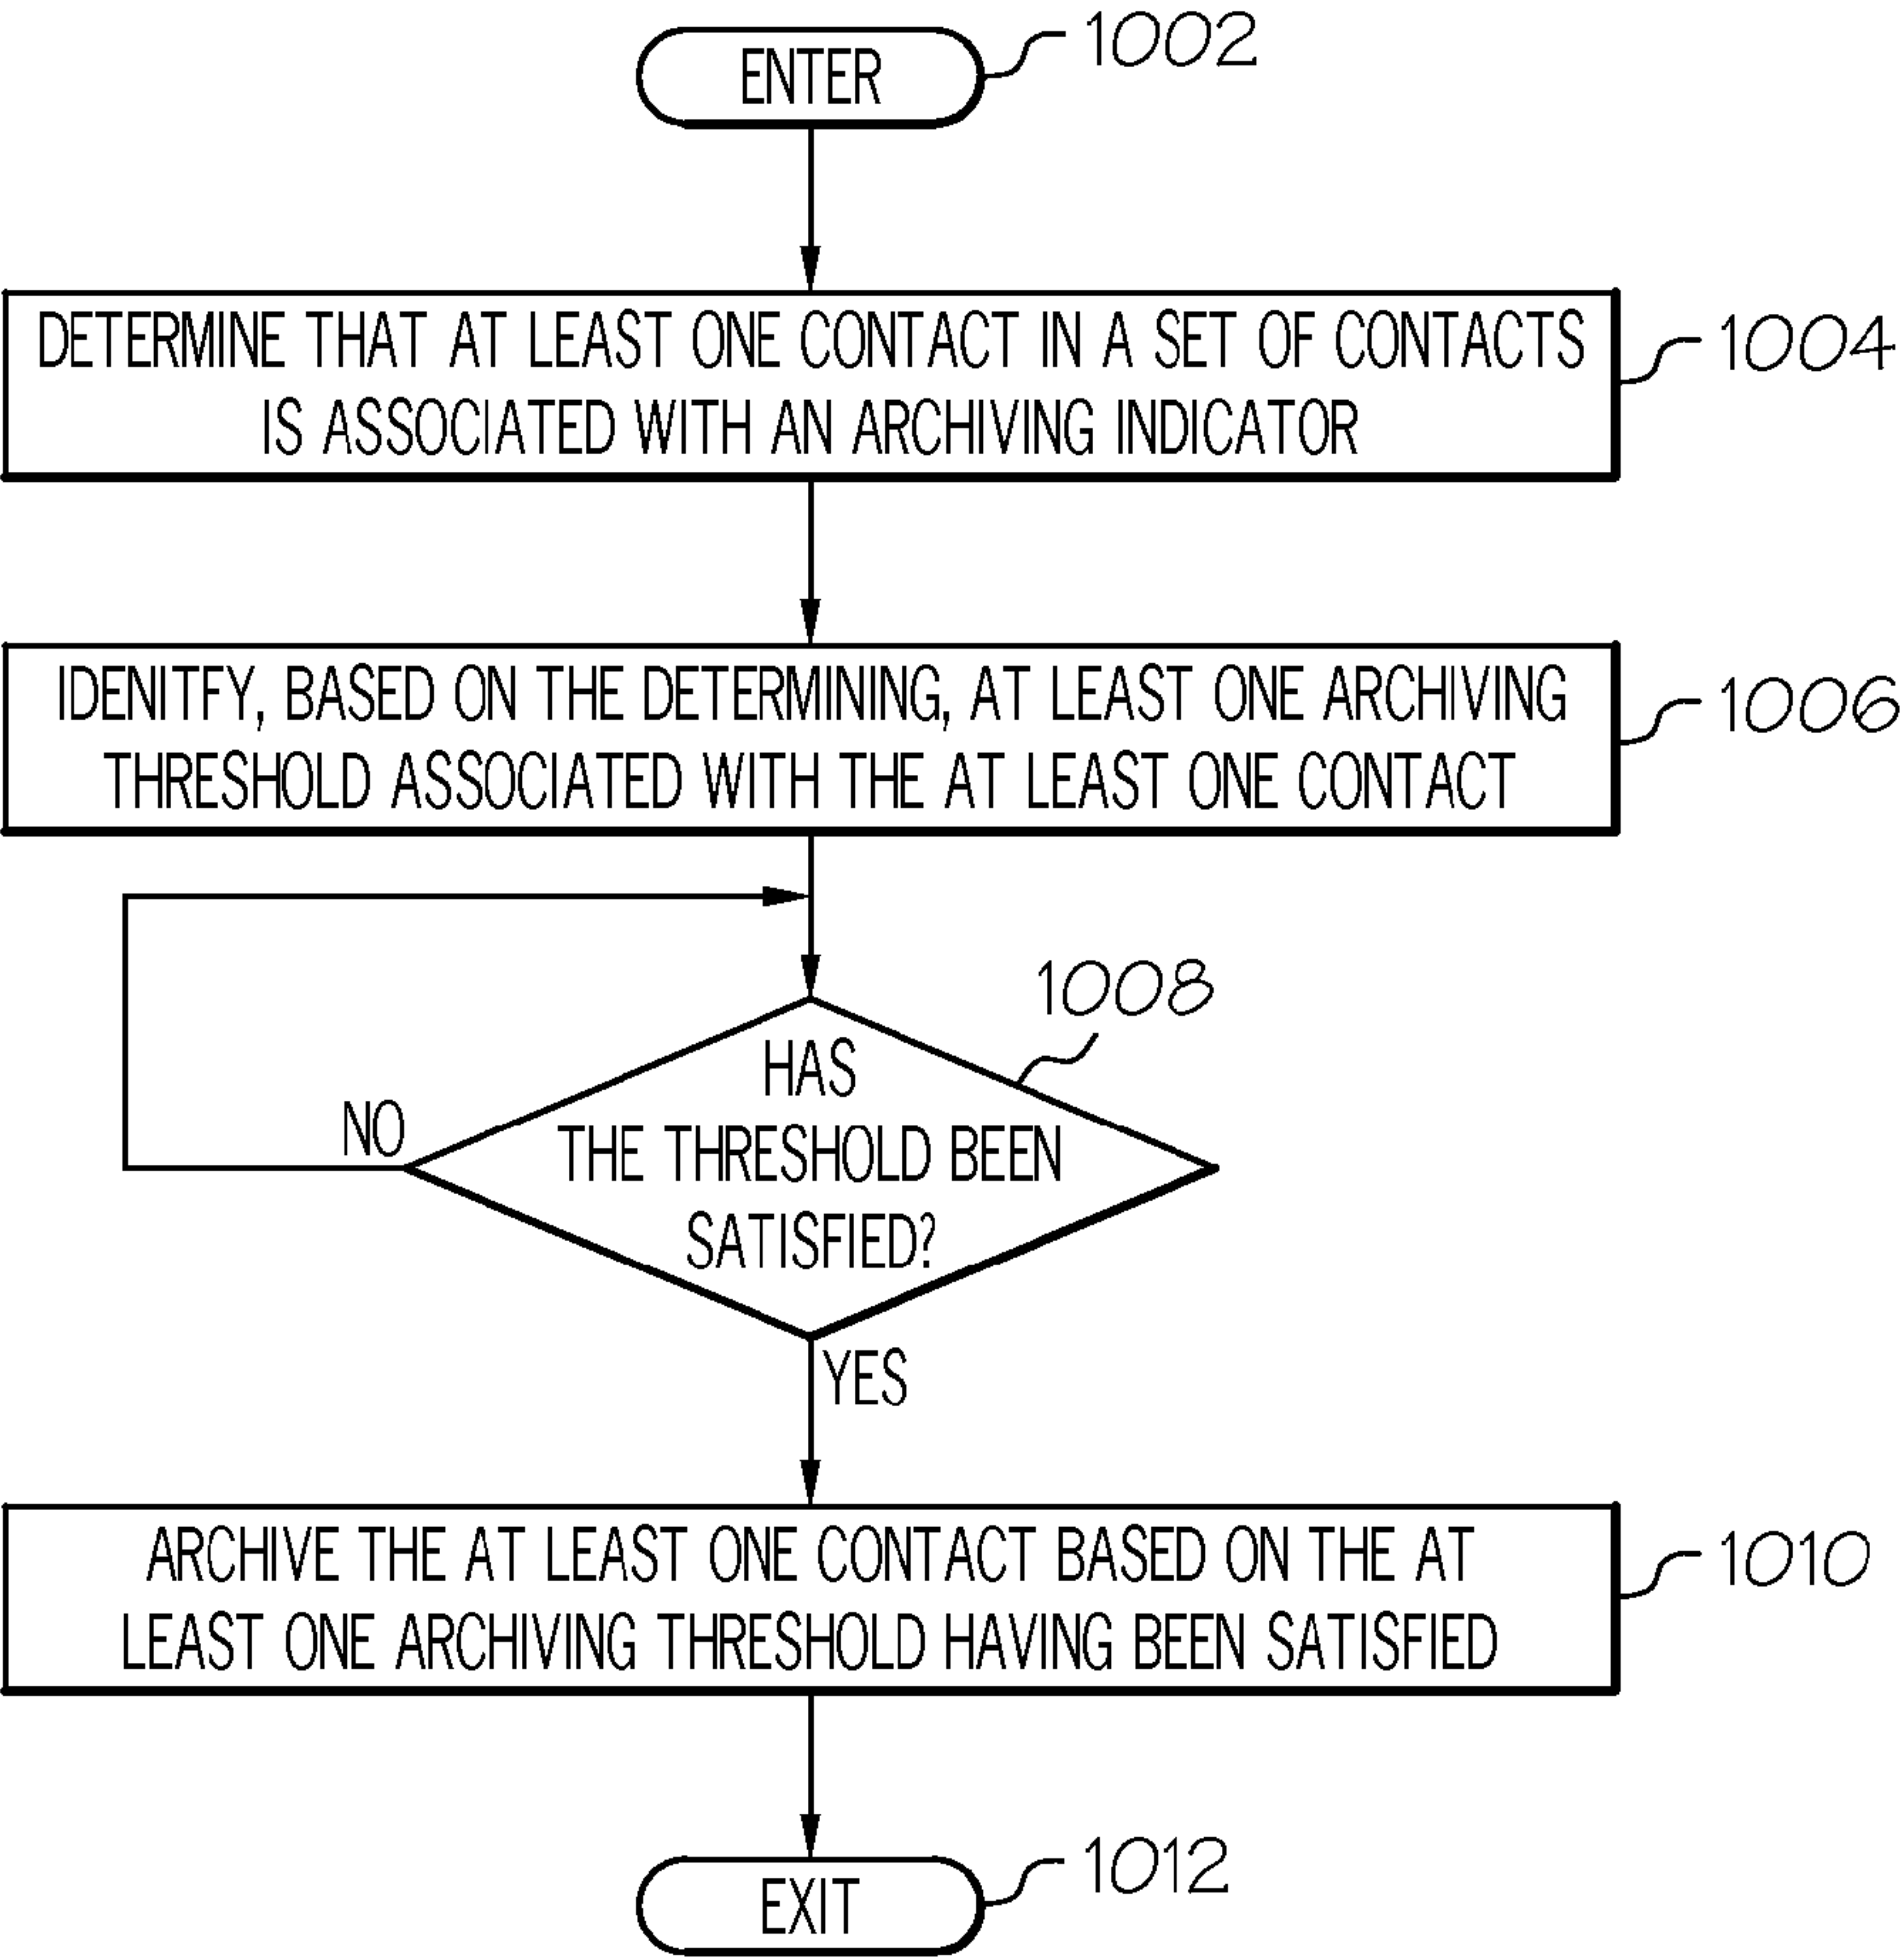 ENTER
1002
DETERMINE THAT AT LEAST ONE CONTACT IN A SET OF CONTACTS
IS ASSOCIATED WITH AN ARCHIVING INDICATOR
1004
IDENITFY, BASED ON THE DETERMINING, AT LEAST ONE ARCHIVING
THRESHOLD ASSOCIATED WITH THE AT LEAST ONE CONTACT
1006
1008
HAS
THE THRESHOLD BEEN
SATISFIED?
NO
YES
ARCHIVE THE AT LEAST ONE CONTACT BASED ON THE AT
LEAST ONE ARCHIVING THRESHOLD HAVING BEEN SATISFIED
1010
EXIT
1012